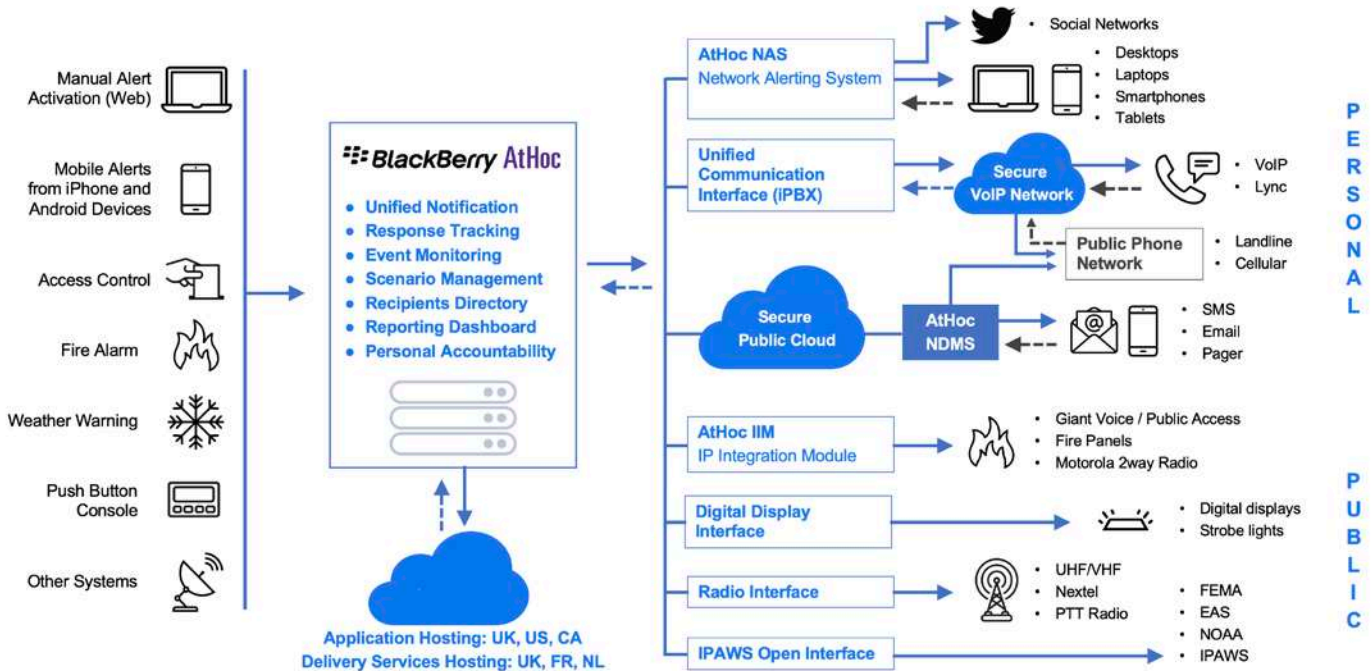 Manual Alert
Activation (Web)
Mobile Alerts
from iPhone and
Android Devices
Access Control
Fire Alarm
Weather Warning
Push Button
Console
Other Systems
BlackBerry AtHoc
• Unified Notification
• Response Tracking
• Event Monitoring
• Scenario Management
• Recipients Directory
• Reporting Dashboard
• Personal Accountability
Application Hosting: UK, US, CA
Delivery Services Hosting: UK, FR, NL
AtHoc NAS
Network Alerting System
• Social Networks
• Desktops
• Laptops
• Smartphones
• Tablets
Unified
Communication
Interface (iPBX)
Secure
VoIP Network
• VoIP
• Lync
Public Phone
Network
• Landline
• Cellular
Secure
Public Cloud
AtHoc
NDMS
@
• SMS
• Email
• Pager
AtHoc IIM
IP Integration Module
• Giant Voice / Public Access
• Fire Panels
• Motorola 2way Radio
Digital Display
Interface
• Digital displays
• Strobe lights
Radio Interface
• UHF/VHF
• Nextel
• PTT Radio
IPAWS Open Interface
• FEMA
• EAS
• NOAA
• IPAWS
PERSONAL
PUBLIC